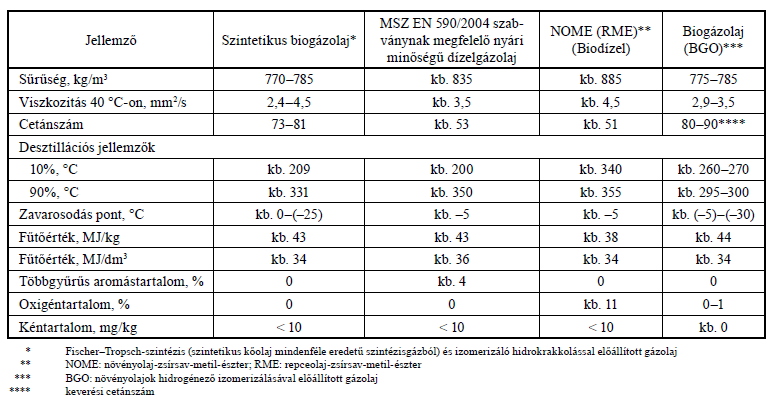 Jellemző | Szintetikus biogázolaj* | MSZ EN 590/2004 szab-
ványnak megfelelő nyári
minőségű dízelgázolaj | NOME (RME)**
(Biodízel) | Biogázolaj
(BGO)***
Sűrűség, kg/m³ | 770–785 | kb. 835 | kb. 885 | 775–785
Viszkozitás 40 °C-on, mm²/s | 2,4–4,5 | kb. 3,5 | kb. 4,5 | 2,9–3,5
Cetánszám | 73–81 | kb. 53 | kb. 51 | 80–90****
Desztillációs jellemzők
10%, °C | kb. 209 | kb. 200 | kb. 340 | kb. 260–270
90%, °C | kb. 331 | kb. 350 | kb. 355 | kb. 295–300
Zavarosodás pont, °C | kb. 0–(–25) | kb. –5 | kb. –5 | kb. (–5)–(–30)
Fűtőérték, MJ/kg | kb. 43 | kb. 43 | kb. 38 | kb. 44
Fűtőérték, MJ/dm³ | kb. 34 | kb. 36 | kb. 34 | kb. 34
Többgyűrűs aromástartalom, % | 0 | kb. 4 | 0 | 0
Oxigéntartalom, % | 0 | 0 | kb. 11 | 0–1
Kéntartalom, mg/kg | < 10 | < 10 | < 10 | kb. 0
* Fischer–Tropsch-szintézis (szintetikus kőolaj mindenféle eredetű szintézisgázból) és izomerizáló hidrokrakkolással előállított gázolaj
** NOME: növényolaj-zsírsav-metil-észter; RME: repceolaj-zsírsav-metil-észter
*** BGO: növényolajok hidrogénező izomerizálásával előállított gázolaj
**** keverési cetánszám